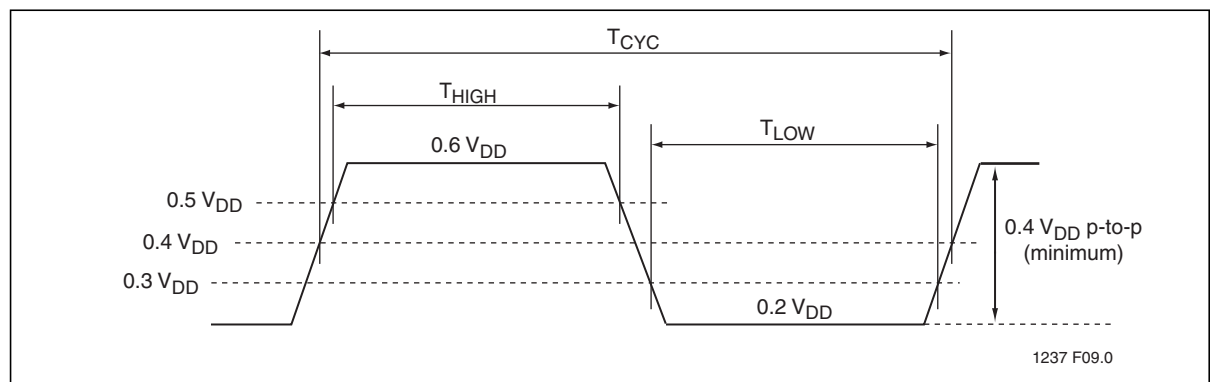 TCYC
THIGH
TLOW
0.6 VDD
0.5 VDD
0.4 VDD
0.4 VDD p-to-p
(minimum)
0.3 VDD
0.2 VDD
1237 F09.0